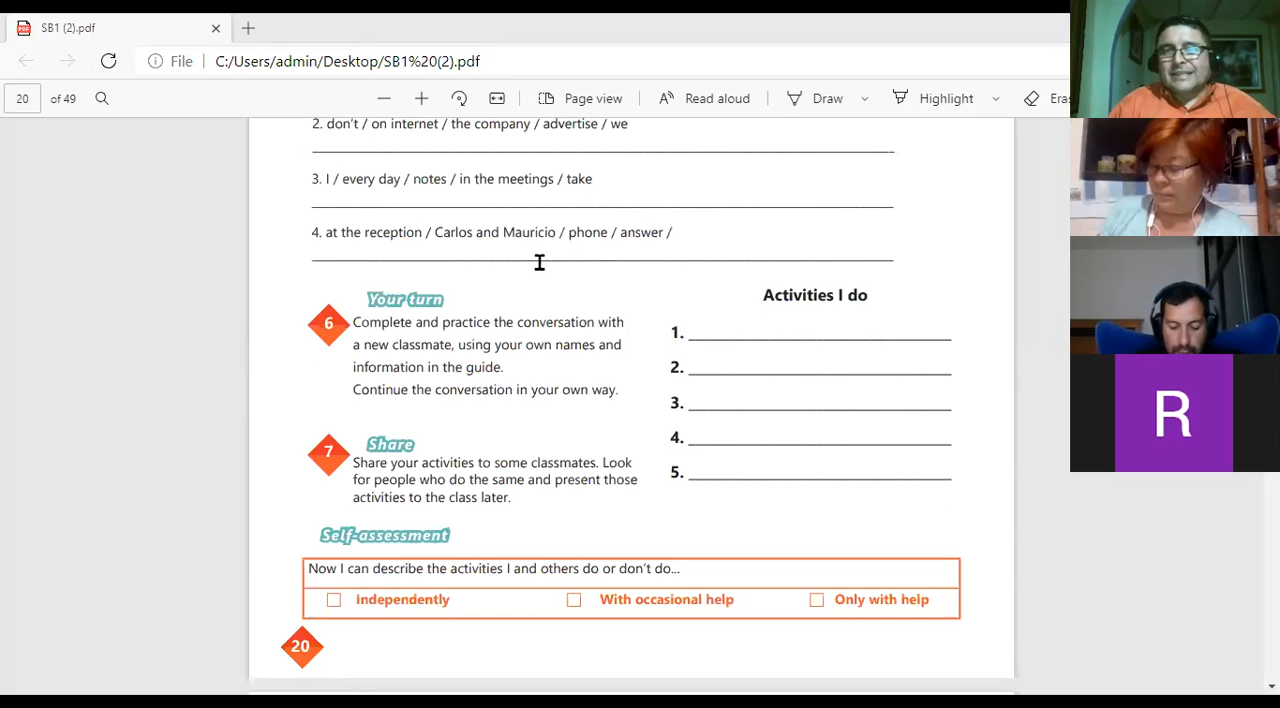 SB1 (2).pdf
File
C:/Users/admin/Desktop/SB1%20(2).pdf
20 of 49
Page view
Read aloud
Draw
Highlight
Eras
2. don't / on internet / the company / advertise / we
3. I / every day / notes / in the meetings / take
4. at the reception / Carlos and Mauricio / phone / answer /
Your turn
6
Complete and practice the conversation with
a new classmate, using your own names and
information in the guide.
Continue the conversation in your own way.
7
Share
Share your activities to some classmates. Look
for people who do the same and present those
activities to the class later.
Activities I do
1.
2.
3.
4.
5.
Self-assessment
Now I can describe the activities I and others do or don't do...
Independently
With occasional help
Only with help
20
R